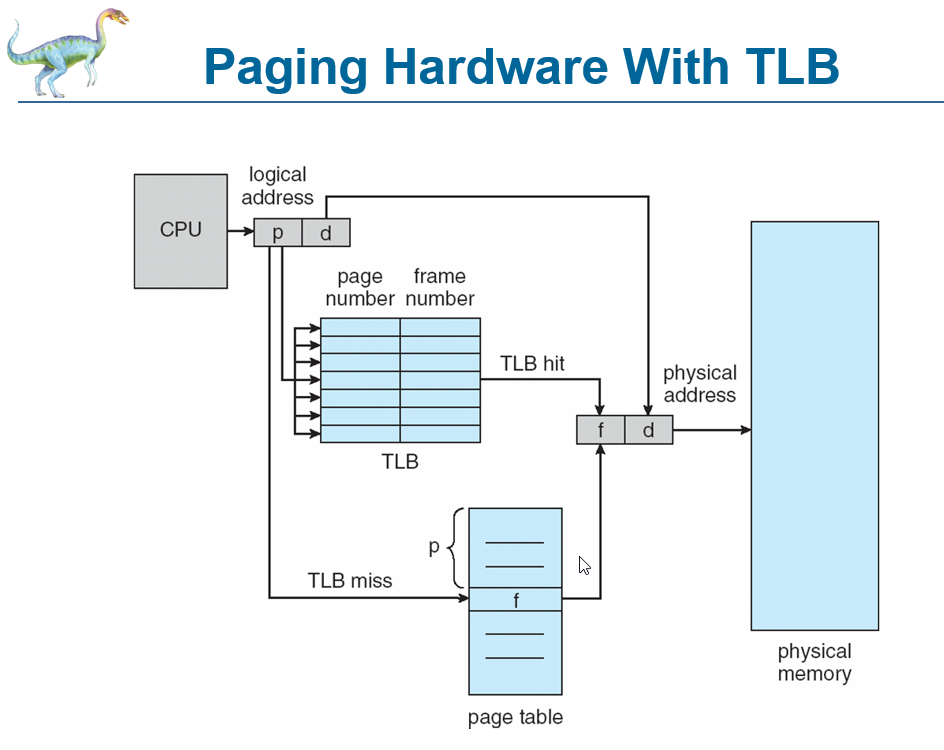 Paging Hardware With TLB
logical
address
CPU
p
d
page
number
frame
number
TLB hit
physical
address
f
d
TLB
p
TLB miss
f
physical
memory
page table